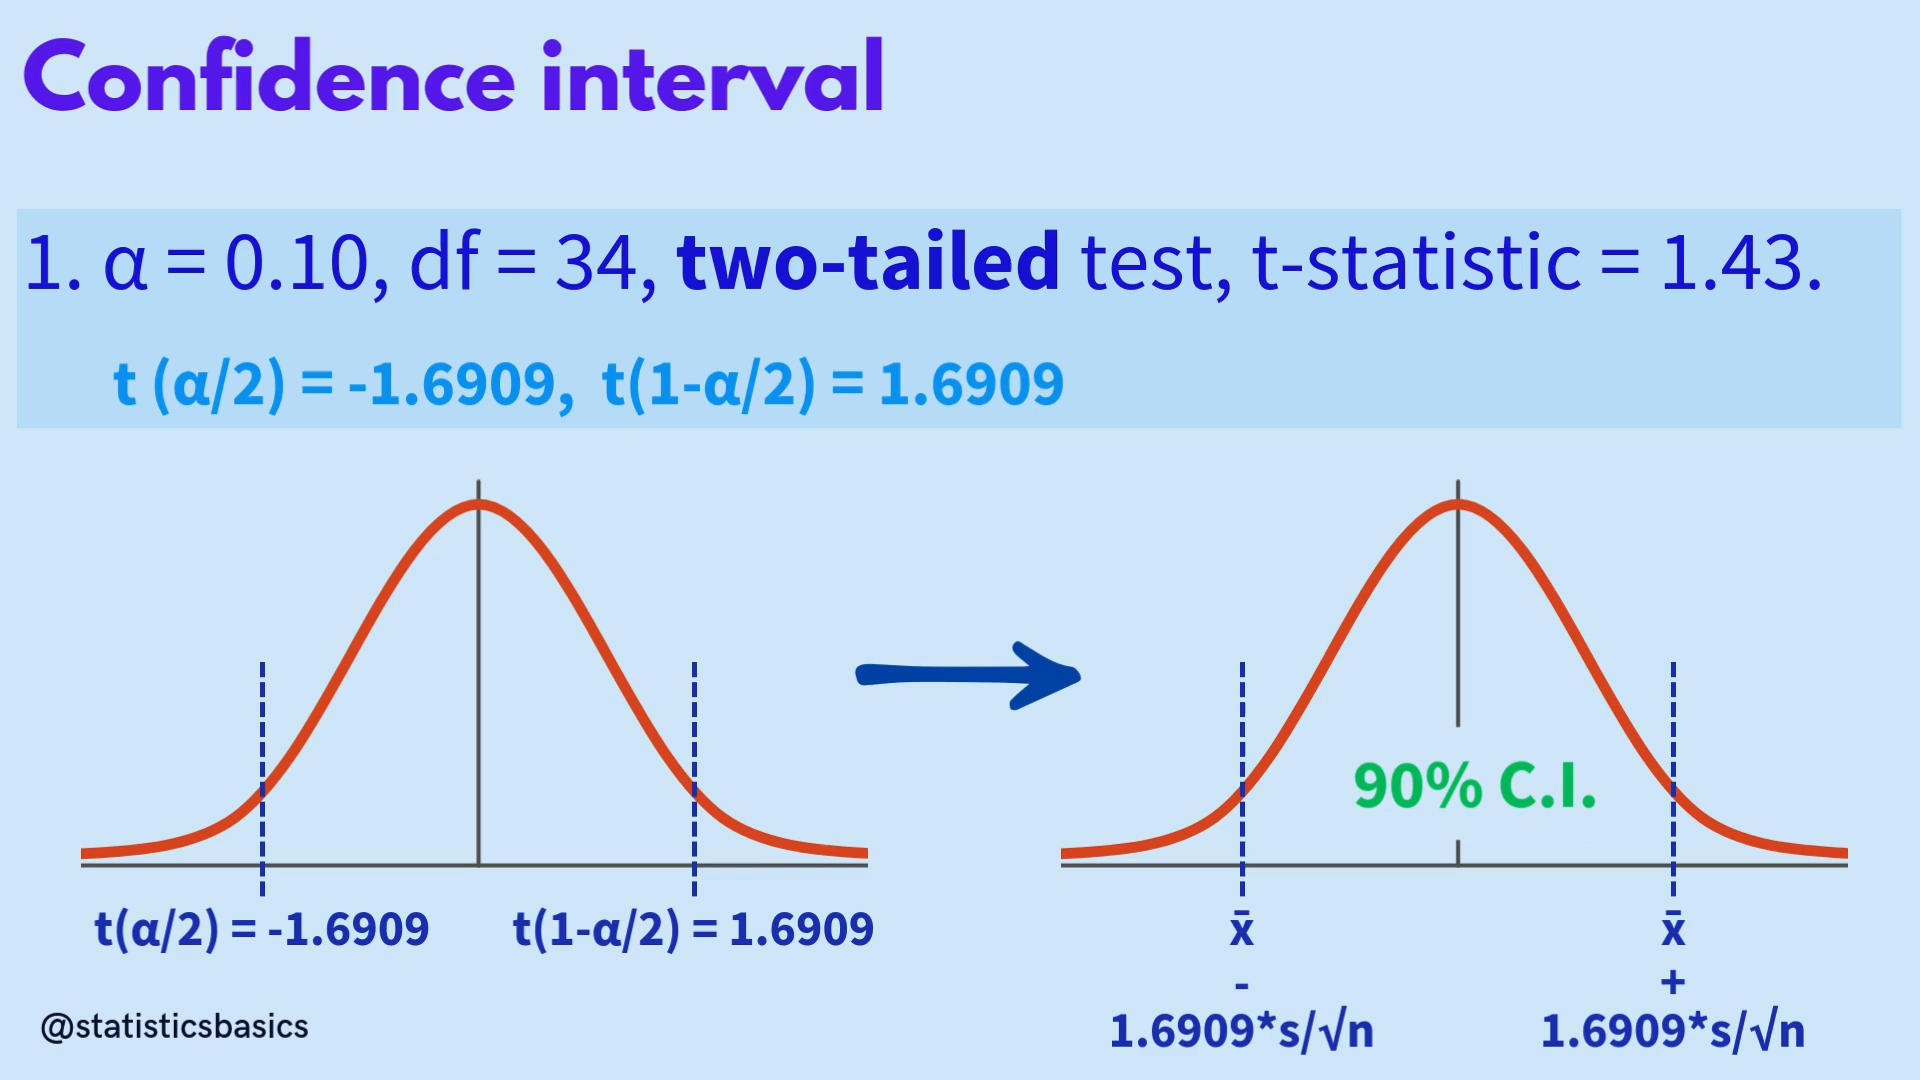 Confidence interval
1. α = 0.10, df = 34, two-tailed test, t-statistic = 1.43.
t (α/2) = -1.6909, t(1-α/2) = 1.6909
90% C.I.
t(α/2) = -1.6909 t(1-α/2) = 1.6909
x̄ x̄
- +
1.6909*s/√n 1.6909*s/√n
@statisticsbasics